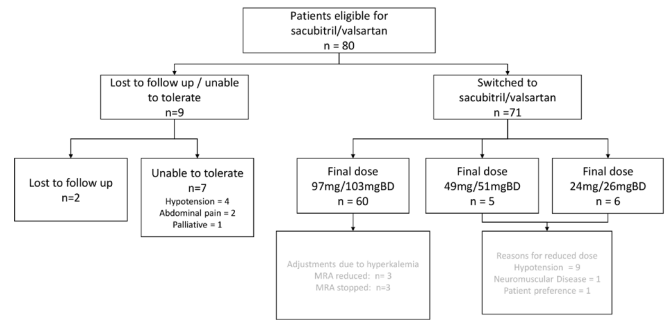 Patients eligible for
sacubitril/valsartan
n = 80
Lost to follow up / unable
to tolerate
n=9
Switched to
sacubitril/valsartan
n=71
Lost to follow up
n=2
Unable to tolerate
n=7
Hypotension = 4
Abdominal pain = 2
Palliative = 1
Final dose
97mg/103mgBD
n = 60
Final dose
49mg/51mgBD
n = 5
Final dose
24mg/26mgBD
n = 6
Adjustments due to hyperkalemia
MRA reduced: n= 3
MRA stopped: n=3
Reasons for reduced dose
Hypotension = 9
Neuromuscular Disease = 1
Patient preference = 1